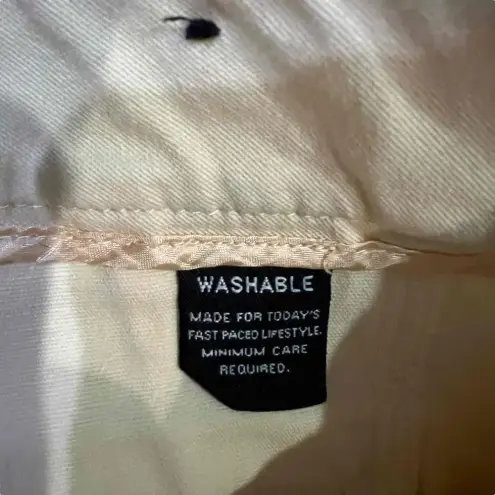 WASHABLE
MADE FOR TODAY'S
FAST PACED LIFESTYLE.
MINIMUM CARE
REQUIRED.